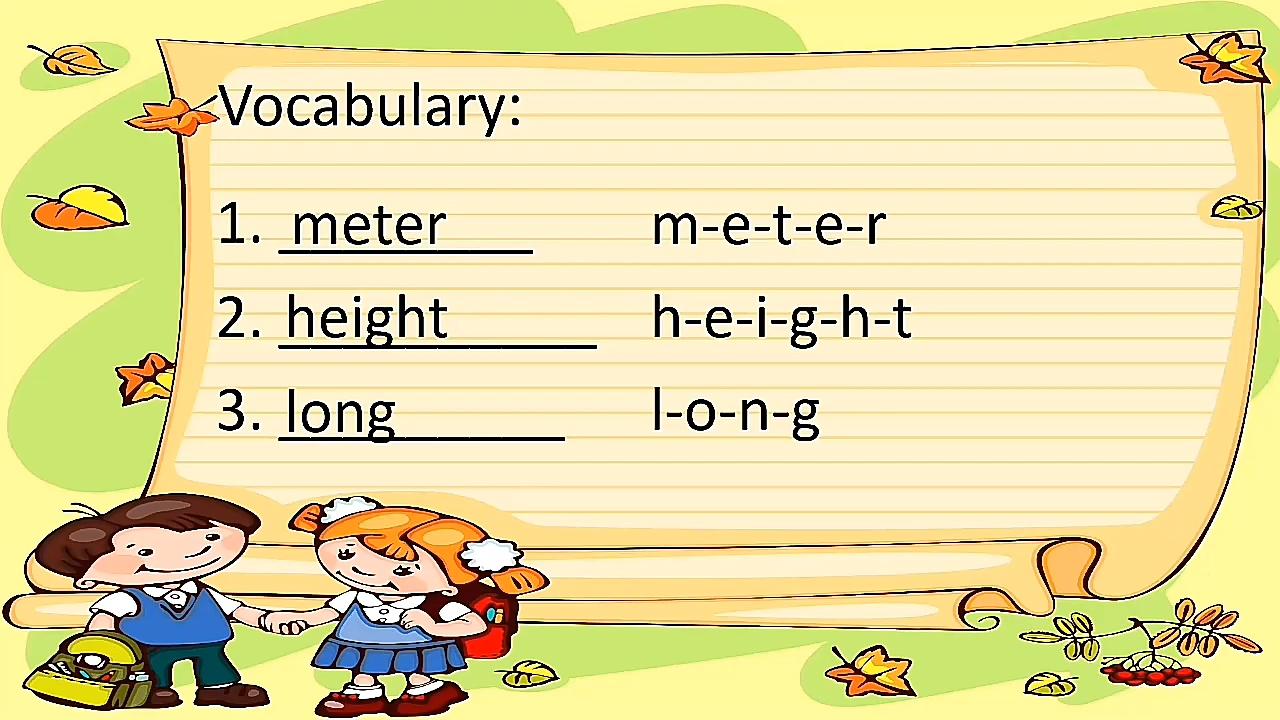 Vocabulary:
1. meter m-e-t-e-r
2. height h-e-i-g-h-t
3. long l-o-n-g